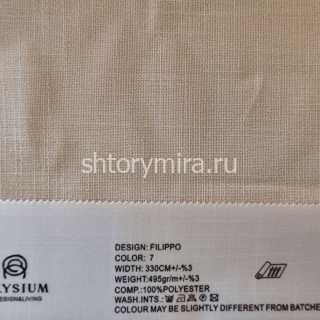 shtorymira.ru
DESIGN: FILIPPO
COLOR: 7
WIDTH: 330CM+/-%3
WEIGHT:495gr/m+/-%3
COMP.:100%POLYESTER
WASH.INTS.:
COLOUR MAY BE SLIGHTLY DIFFERENT FROM BATCHE
LYSIUM
DESIGN&LIVING